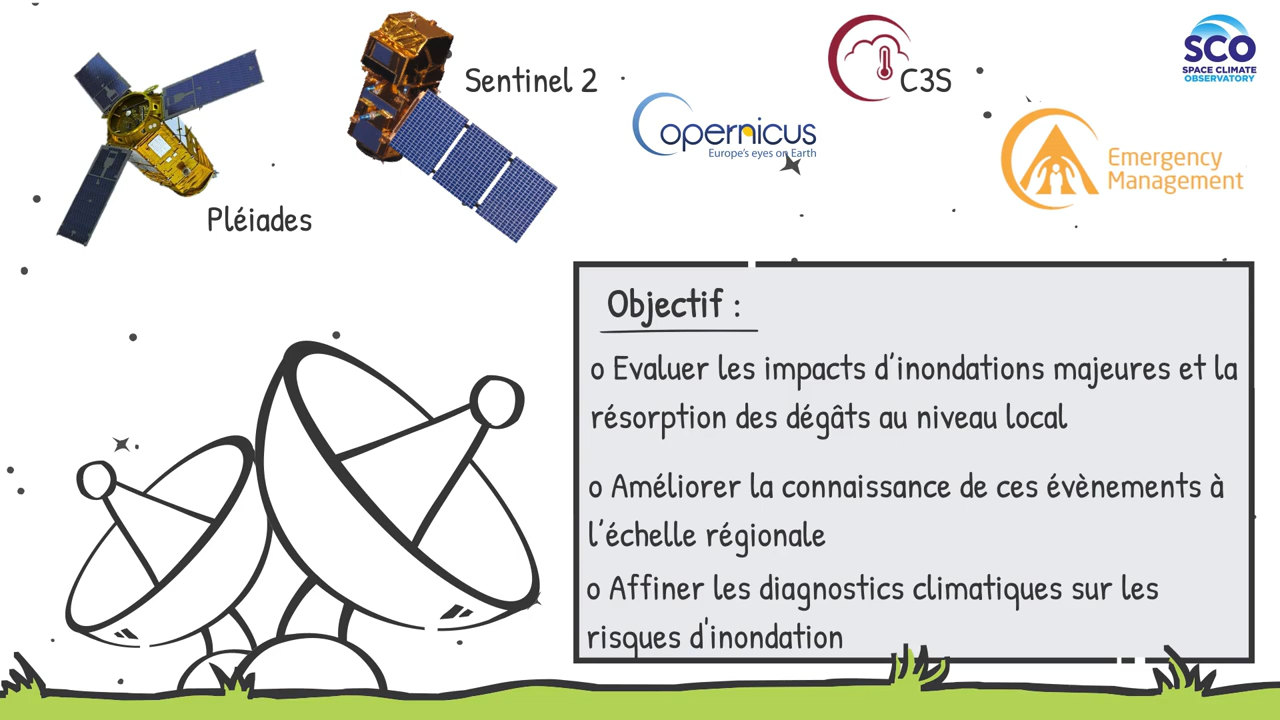 Pléiades
Sentinel 2
Copernicus
Europe's eyes on Earth
C3S
SCO
SPACE CLIMATE
OBSERVATORY
Emergency
Management
Objectif :
o Evaluer les impacts d'inondations majeures et la
résorption des dégâts au niveau local
o Améliorer la connaissance de ces évènements à
l'échelle régionale
o Affiner les diagnostics climatiques sur les
risques d'inondation